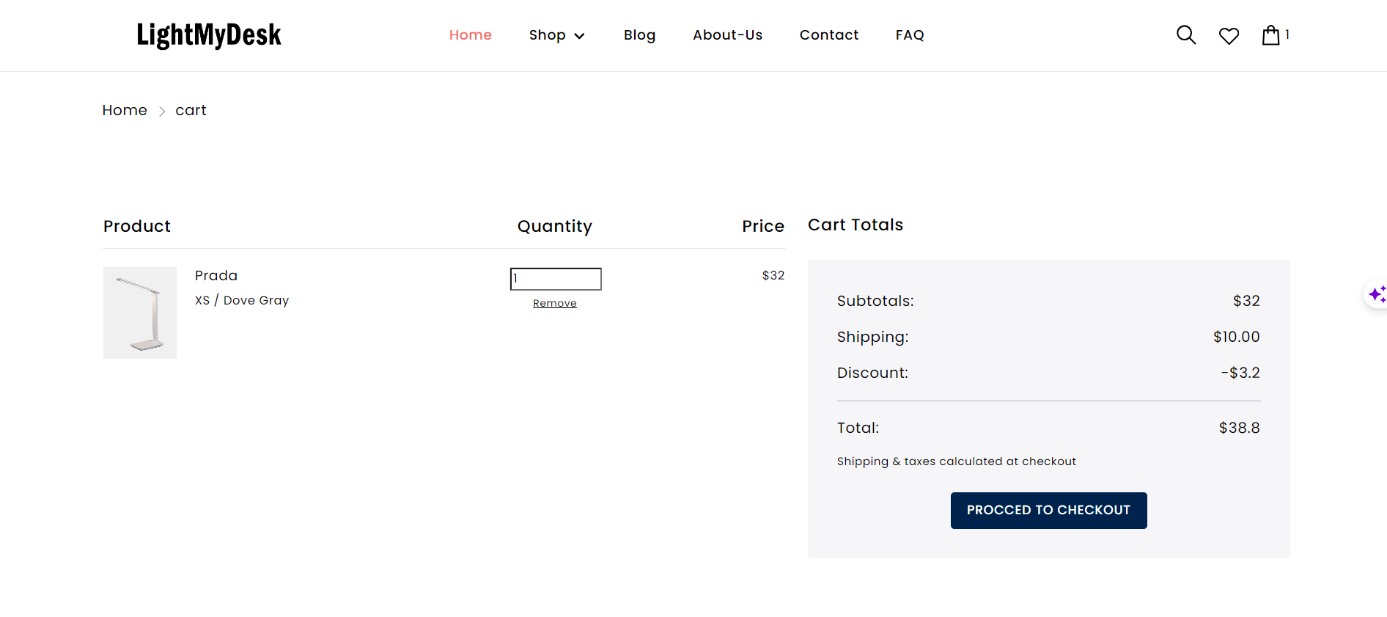 LightMyDesk Home Shop Blog About-Us Contact FAQ 1
Home cart
Product Quantity Price
Prada 1 $32
XS / Dove Gray Remove
Cart Totals
Subtotals: $32
Shipping: $10.00
Discount: -$3.2
Total: $38.8
Shipping & taxes calculated at checkout
PROCCED TO CHECKOUT